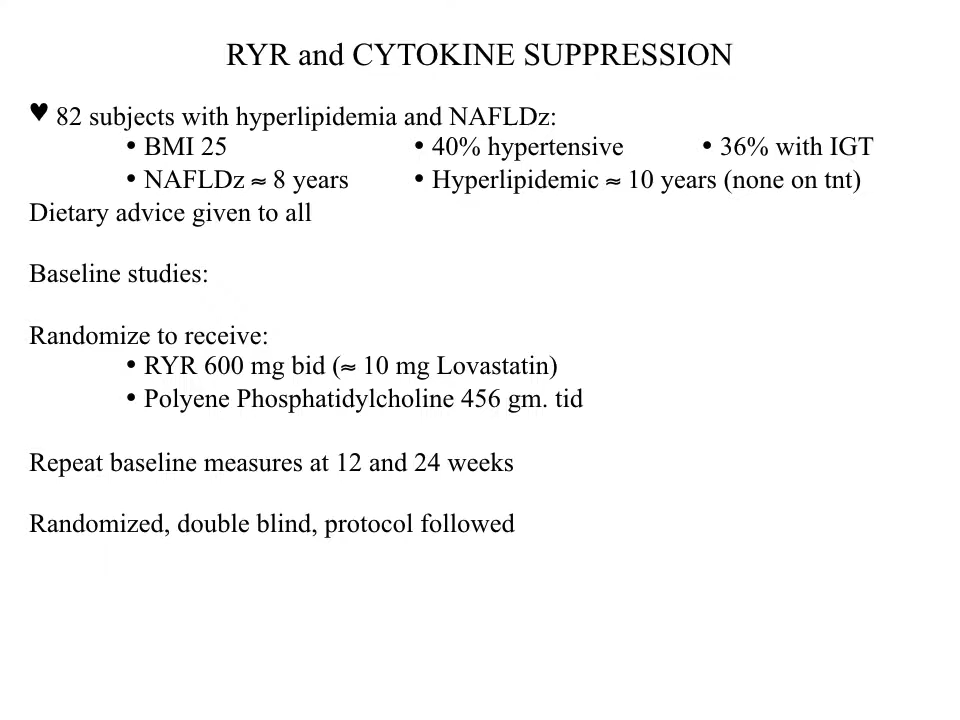 RYR and CYTOKINE SUPPRESSION
♥ 82 subjects with hyperlipidemia and NAFLDz:
• BMI 25 • 40% hypertensive • 36% with IGT
• NAFLDz ≈ 8 years • Hyperlipidemic ≈ 10 years (none on tnt)
Dietary advice given to all
Baseline studies:
Randomize to receive:
• RYR 600 mg bid (≈ 10 mg Lovastatin)
• Polyene Phosphatidylcholine 456 gm. tid
Repeat baseline measures at 12 and 24 weeks
Randomized, double blind, protocol followed